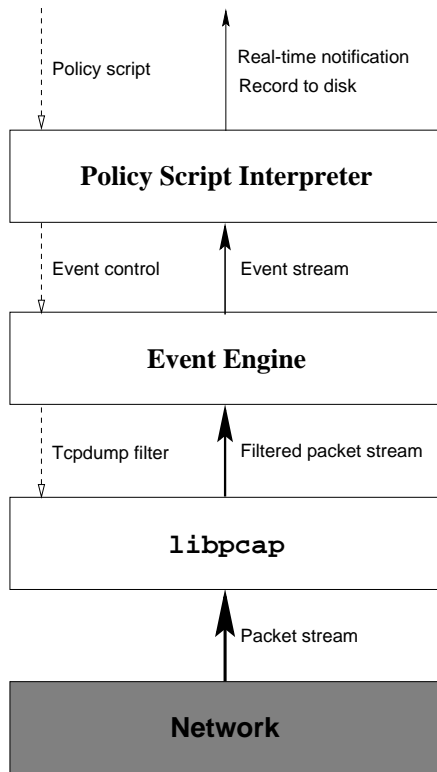 Policy script
Real-time notification
Record to disk
Policy Script Interpreter
Event control
Event stream
Event Engine
Tcpdump filter
Filtered packet stream
libpcap
Packet stream
Network